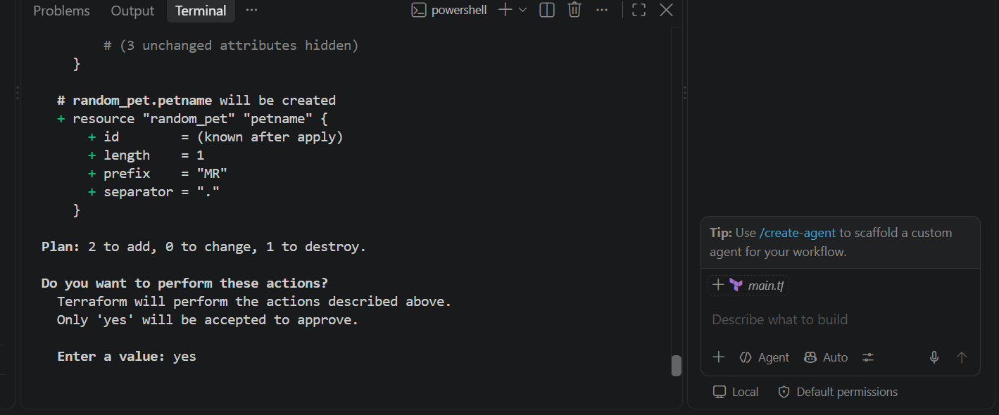 Problems Output Terminal ··· powershell
# (3 unchanged attributes hidden)
}
# random_pet.petname will be created
+ resource "random_pet" "petname" {
+ id = (known after apply)
+ length = 1
+ prefix = "MR"
+ separator = "."
}
Plan: 2 to add, 0 to change, 1 to destroy.
Do you want to perform these actions?
Terraform will perform the actions described above.
Only 'yes' will be accepted to approve.
Enter a value: yes
Tip: Use /create-agent to scaffold a custom
agent for your workflow.
main.tf
Describe what to build
Agent Auto
Local Default permissions